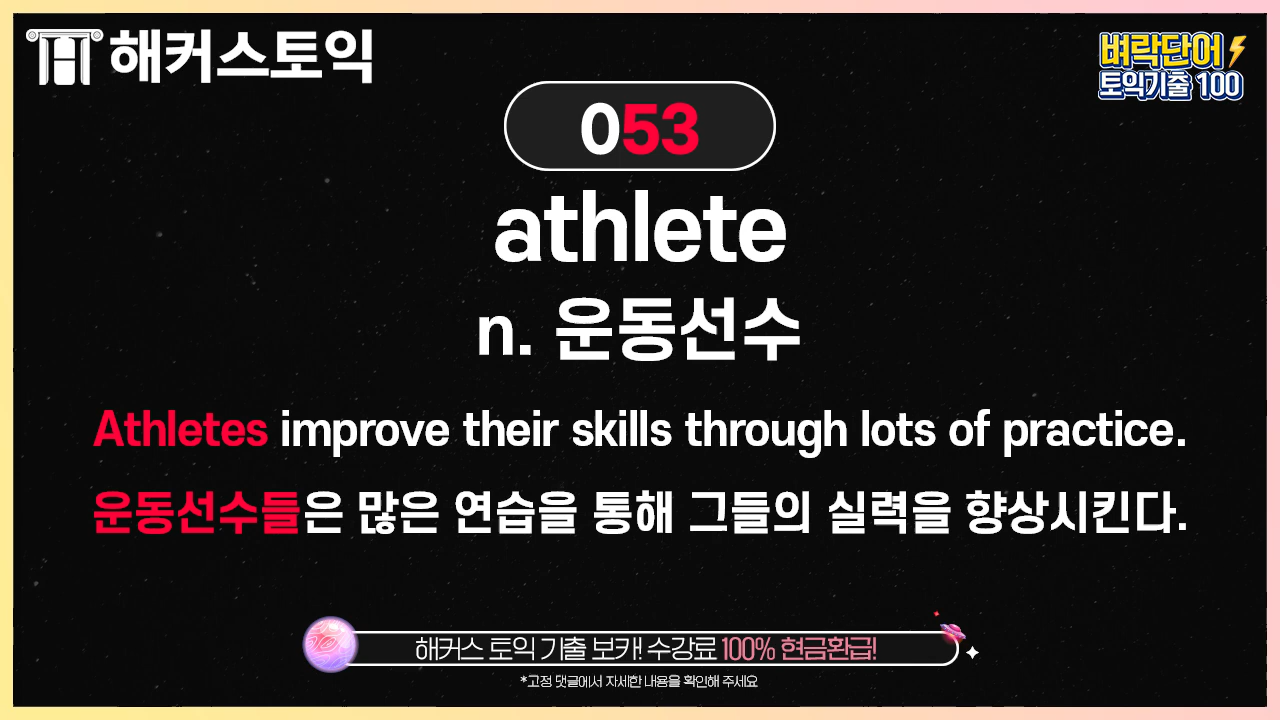 해커스토익
벼락단어
토익기출 100
053
athlete
n. 운동선수
Athletes improve their skills through lots of practice.
운동선수들은 많은 연습을 통해 그들의 실력을 향상시킨다.
해커스 토익 기출 보카! 수강료 100% 현금환급!
*고정 댓글에서 자세한 내용을 확인해 주세요